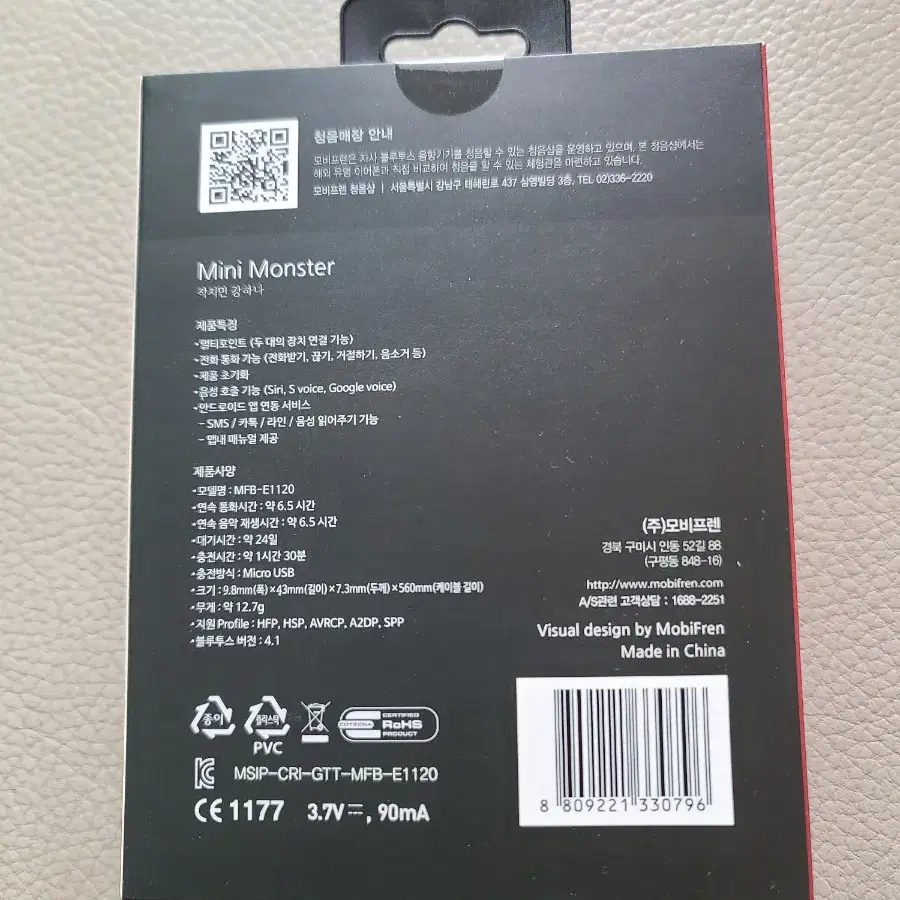 청음매장 안내
모비프렌은 자사 블루투스 음향기기를 청음할 수 있는 청음샵을 운영하고 있으며, 본 청음샵에서는
해외 유명 이어폰과 직접 비교하며 청음을 할 수 있는 체험관을 마련하고 있습니다.
모비프렌 청음샵 | 서울특별시 강남구 테헤란로 437 삼영빌딩 3층, TEL 02)336-2220
Mini Monster
작치만 강하나
제품특징
•멀티포인트 (두 대의 장치 연결 가능)
•전화 통화 가능 (전화받기, 끊기, 거절하기, 음소거 등)
•제품 초기화
•음성 호출 기능 (Siri, S voice, Google voice)
•안드로이드 앱 연동 서비스
- SMS / 카톡 / 라인 / 음성 읽어주기 기능
- 앱내 매뉴얼 제공
제품사양
•모델명 : MFB-E1120
•연속 통화시간 : 약 6.5 시간
•연속 음악 재생시간 : 약 6.5 시간
•대기시간 : 약 24일
•충전시간 : 약 1시간 30분
•충전방식 : Micro USB
•크기 : 9.8mm(폭)×43mm(길이)×7.3mm(두께)×560mm(케이블 길이)
•무게 : 약 12.7g
•지원 Profile : HFP, HSP, AVRCP, A2DP, SPP
•블루투스 버전 : 4.1
(주)모비프렌
경북 구미시 인동 52길 88
(구평동 848-16)
http://www.mobifren.com
A/S관련 고객상담 : 1688-2251
Visual design by MobiFren
Made in China
종이
플라스틱
PVC
COTECNA
CERTIFIED
RoHS
PRODUCT
MSIP-CRI-GTT-MFB-E1120
CE 1177 3.7V⎓, 90mA
8 809221 330796